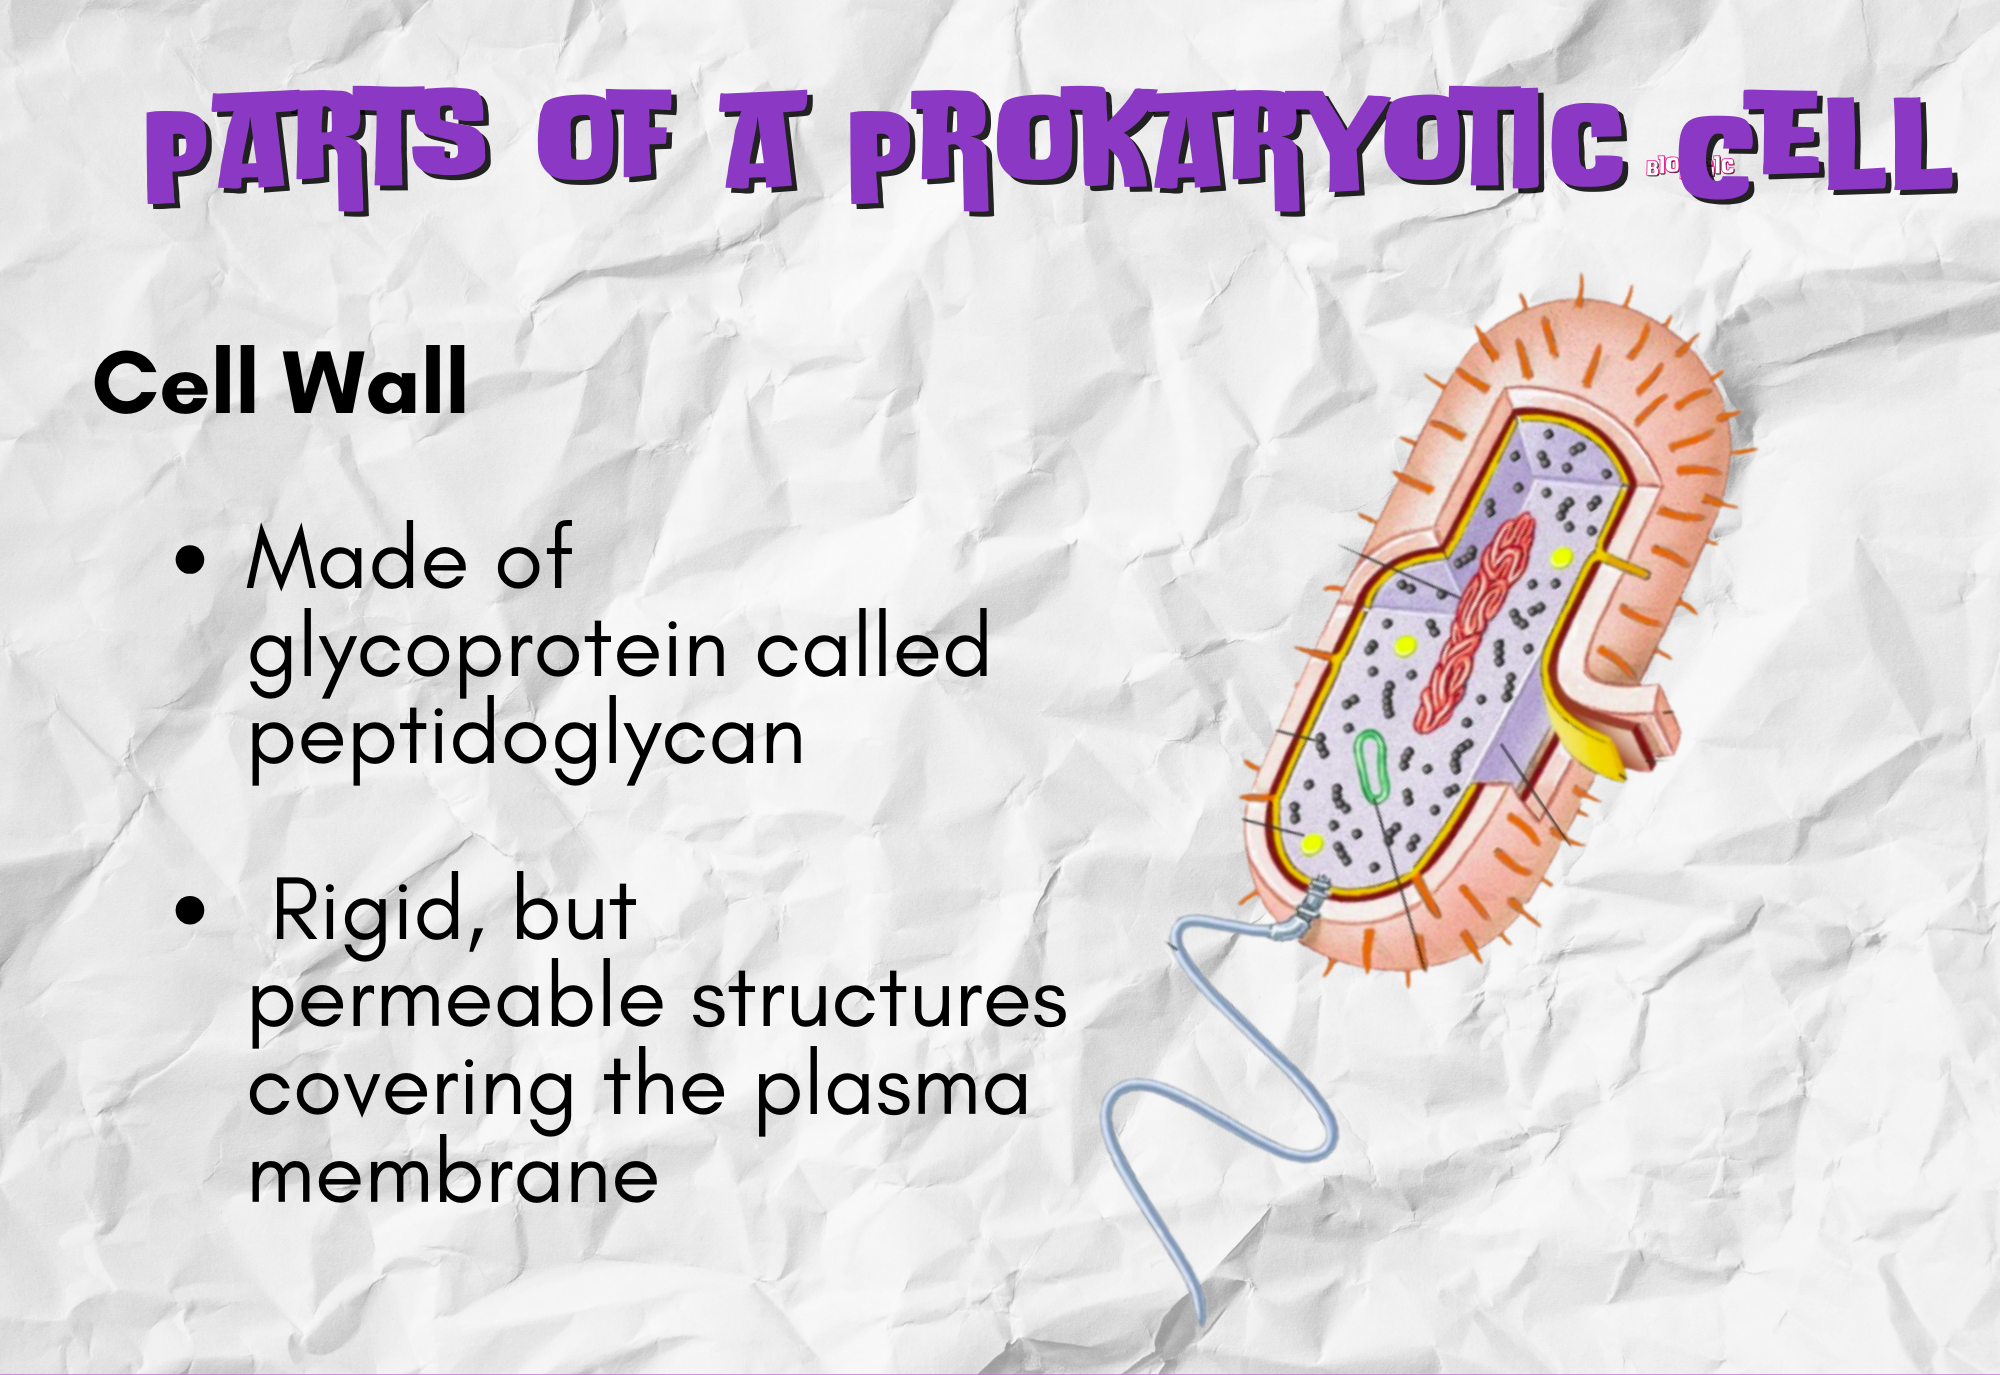 PARTS OF A PROKARYOTIC CELL
Cell Wall
• Made of
glycoprotein called
peptidoglycan
• Rigid, but
permeable structures
covering the plasma
membrane